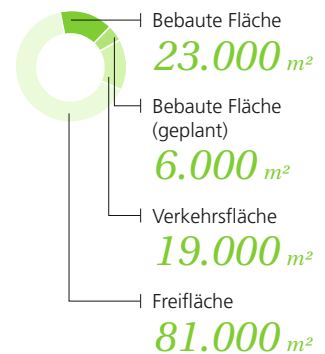 Bebaute Fläche
23.000 m²
Bebaute Fläche
(geplant)
6.000 m²
Verkehrsfläche
19.000 m²
Freifläche
81.000 m²